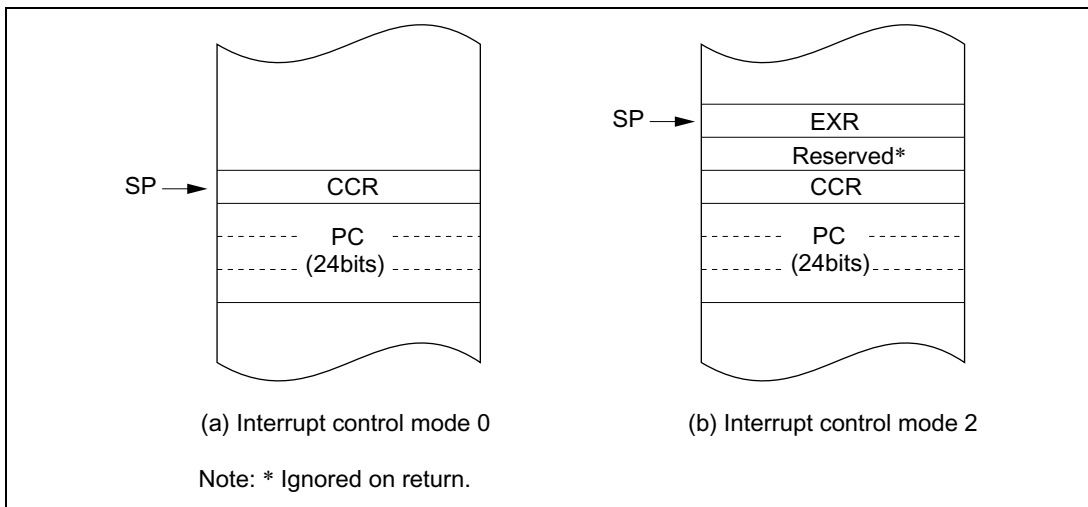 SP
CCR
PC
(24bits)
(a) Interrupt control mode 0
SP
EXR
Reserved*
CCR
PC
(24bits)
(b) Interrupt control mode 2
Note: * Ignored on return.